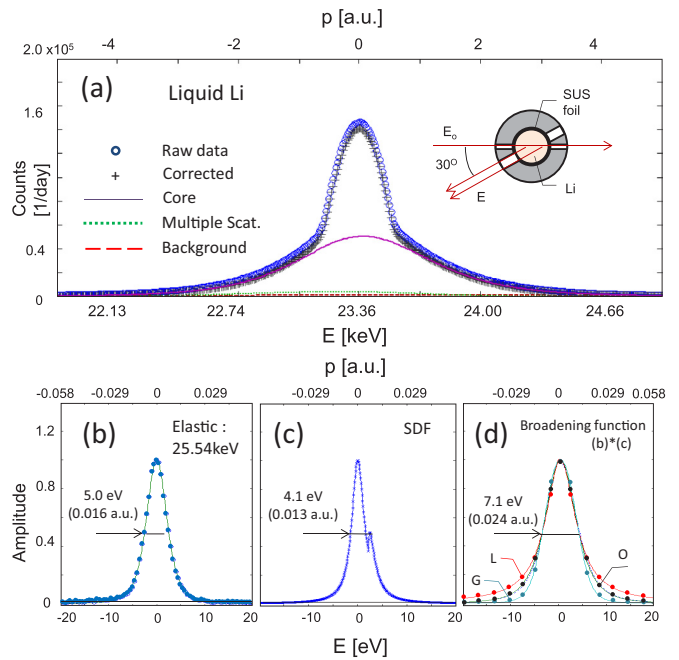 p [a.u.]
-4 -2 0 2 4
2.0 x 10⁵
(a)
Liquid Li
SUS
foil
1.6
E₀
Raw data
30°
Corrected
E
Li
Counts
[1/day]
Core
Multiple Scat.
0.4
Background
0
22.13 22.74 23.36 24.00 24.66
E [keV]
p [a.u.]
p [a.u.]
-0.058 -0.029 0 0.029
-0.029 0 0.029
-0.029 0 0.029 0.058
1.2
(b)
Elastic :
25.54keV
(c)
SDF
(d)
Broadening function
(b)*(c)
Amplitude
0.8
5.0 eV
(0.016 a.u.)
4.1 eV
(0.013 a.u.)
7.1 eV
(0.024 a.u.)
0.4
L
O
G
0
-20 -10 0 10
-10 0 10
-10 0 10 20
E [eV]